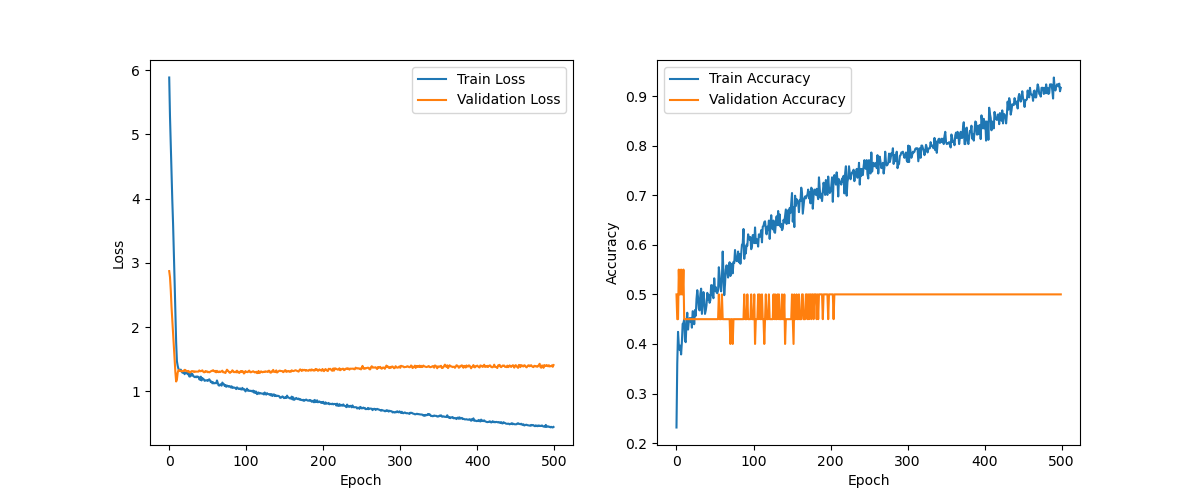 6
5
4
3
2
1
0 100 200 300 400 500
Loss
Epoch
Train Loss
Validation Loss
0.9
0.8
0.7
0.6
0.5
0.4
0.3
0.2
0 100 200 300 400 500
Accuracy
Epoch
Train Accuracy
Validation Accuracy